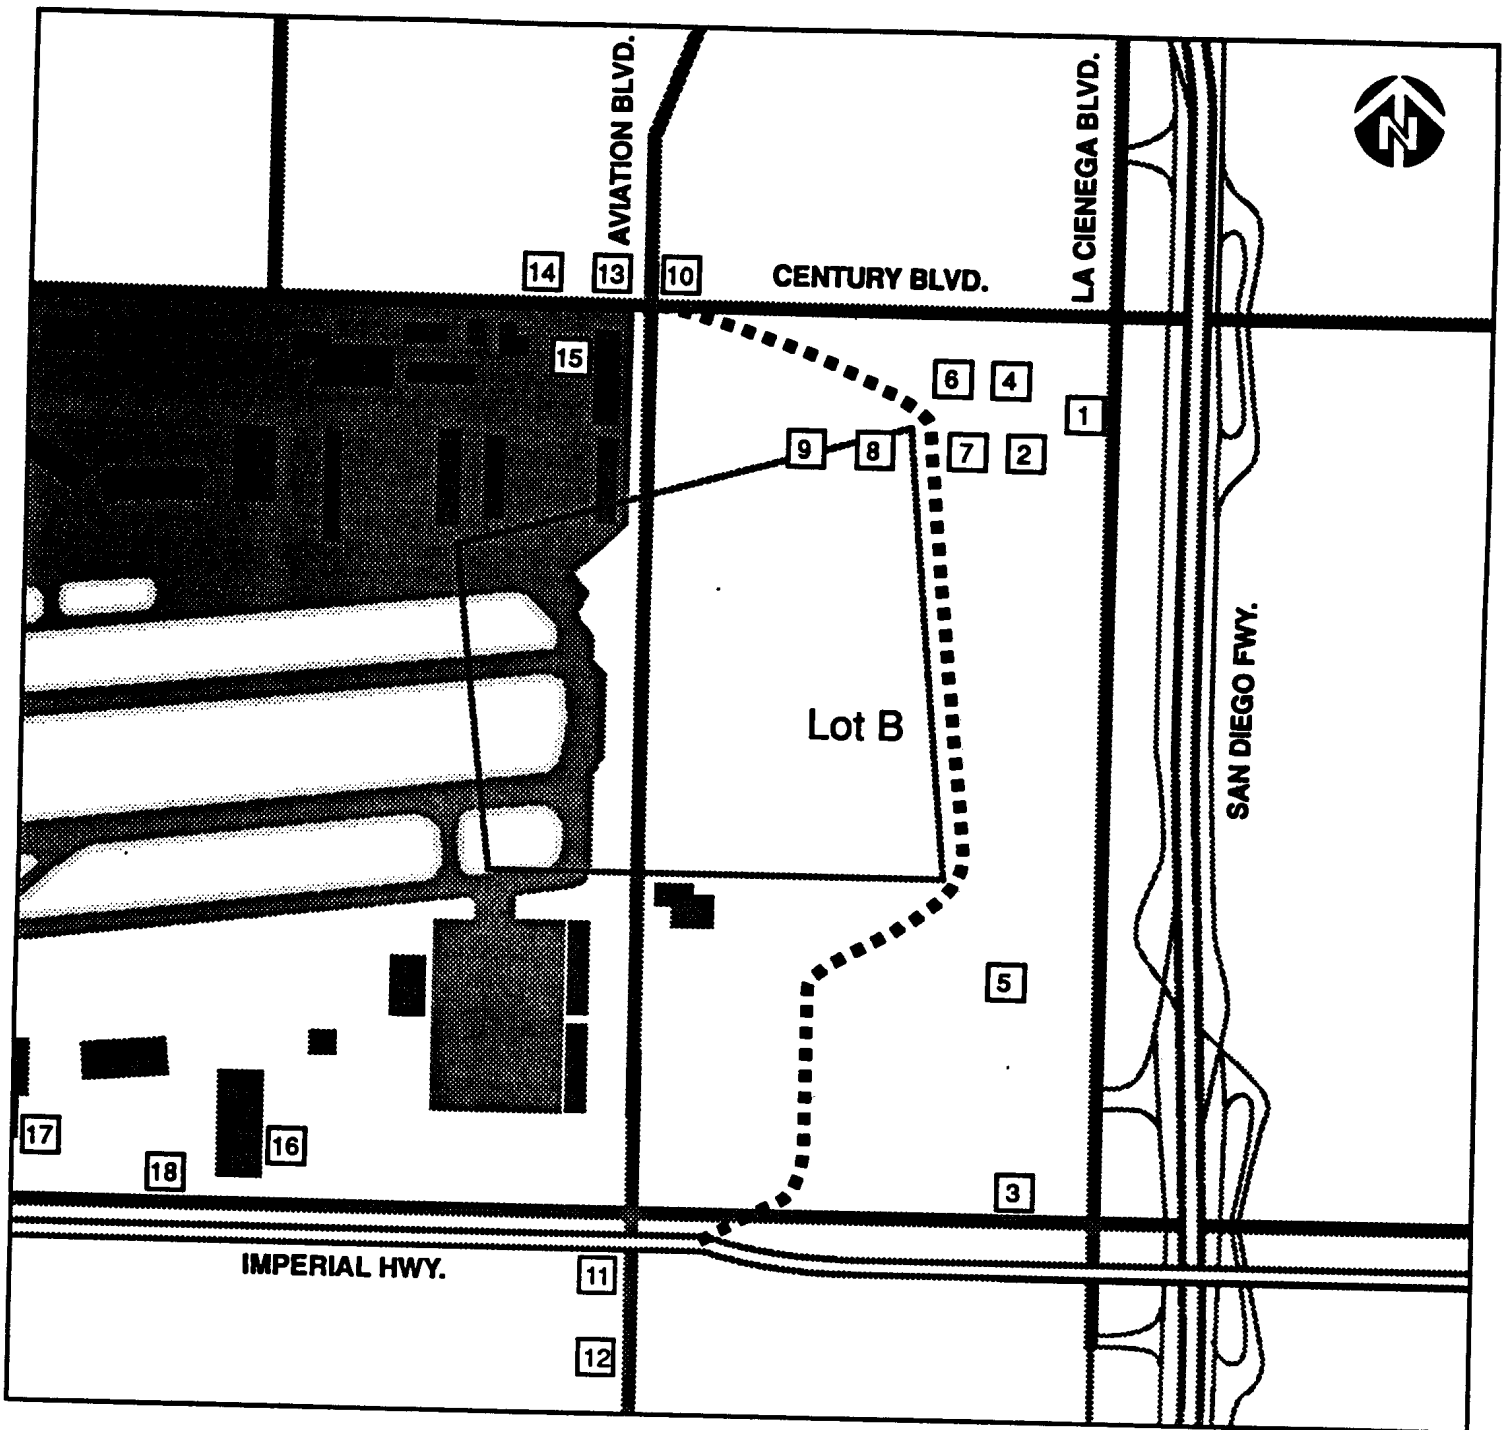 AVIATION BLVD.
LA CIENEGA BLVD.
N
14
13
10
CENTURY BLVD.
15
6
4
1
9
8
7
2
SAN DIEGO FWY.
Lot B
5
17
16
18
3
IMPERIAL HWY.
11
12